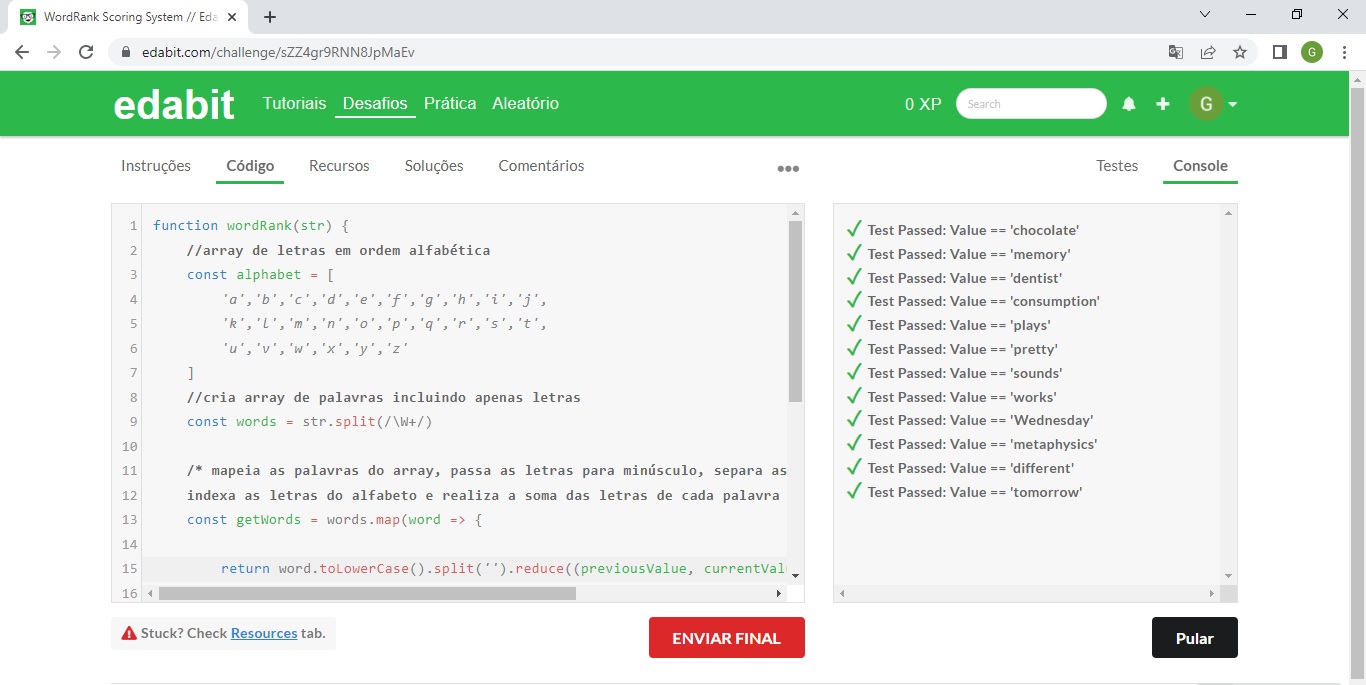 WordRank Scoring System // Eda
edabit.com/challenge/sZZ4gr9RNN8JpMaEv
G
edabit Tutoriais Desafios Prática Aleatório 0 XP Search G
Instruções Código Recursos Soluções Comentários Testes Console
1 function wordRank(str) {
2 //array de letras em ordem alfabética
3 const alphabet = [
4 'a','b','c','d','e','f','g','h','i','j',
5 'k','l','m','n','o','p','q','r','s','t',
6 'u','v','w','x','y','z'
7 ]
8 //cria array de palavras incluindo apenas letras
9 const words = str.split(/\W+/)
10
11 /* mapeia as palavras do array, passa as letras para minúsculo, separa as
12 indexa as letras do alfabeto e realiza a soma das letras de cada palavra
13 const getWords = words.map(word => {
14
15 return word.toLowerCase().split('').reduce((previousValue, currentVal
16
Test Passed: Value == 'chocolate'
Test Passed: Value == 'memory'
Test Passed: Value == 'dentist'
Test Passed: Value == 'consumption'
Test Passed: Value == 'plays'
Test Passed: Value == 'pretty'
Test Passed: Value == 'sounds'
Test Passed: Value == 'works'
Test Passed: Value == 'Wednesday'
Test Passed: Value == 'metaphysics'
Test Passed: Value == 'different'
Test Passed: Value == 'tomorrow'
Stuck? Check Resources tab.
ENVIAR FINAL
Pular